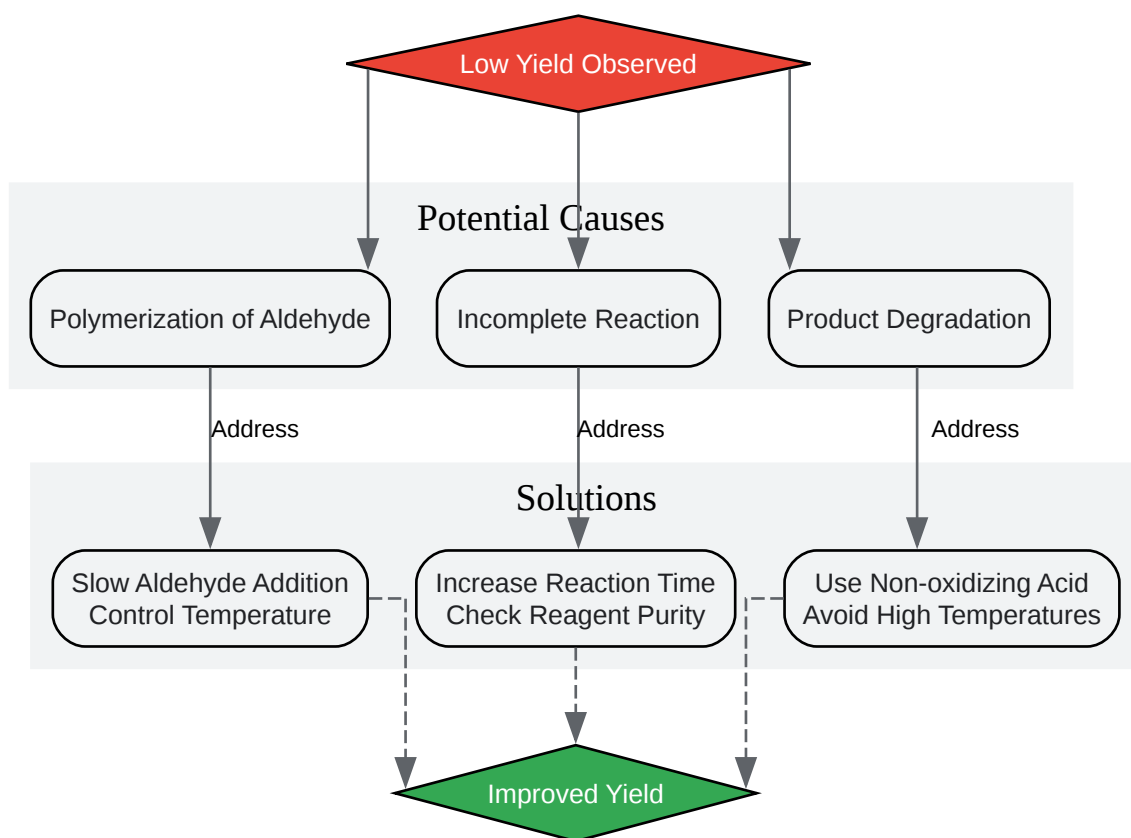 Low Yield Observed
Potential Causes
Polymerization of Aldehyde
Incomplete Reaction
Product Degradation
Address
Address
Address
Solutions
Slow Aldehyde Addition
Control Temperature
Increase Reaction Time
Check Reagent Purity
Use Non-oxidizing Acid
Avoid High Temperatures
Improved Yield